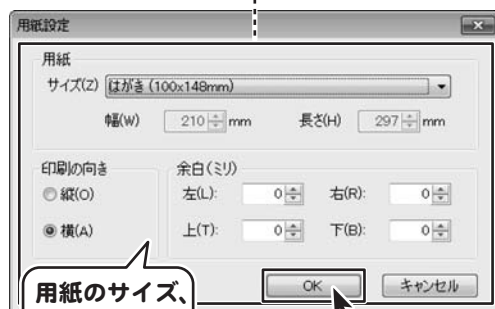 用紙設定
用紙
サイズ(Z) はがき (100x148mm)
幅(W) 210 mm 長さ(H) 297 mm
印刷の向き 余白(ミリ)
縦(O) 左(L): 0 右(R): 0
横(A) 上(T): 0 下(B): 0
用紙のサイズ、
OK キャンセル